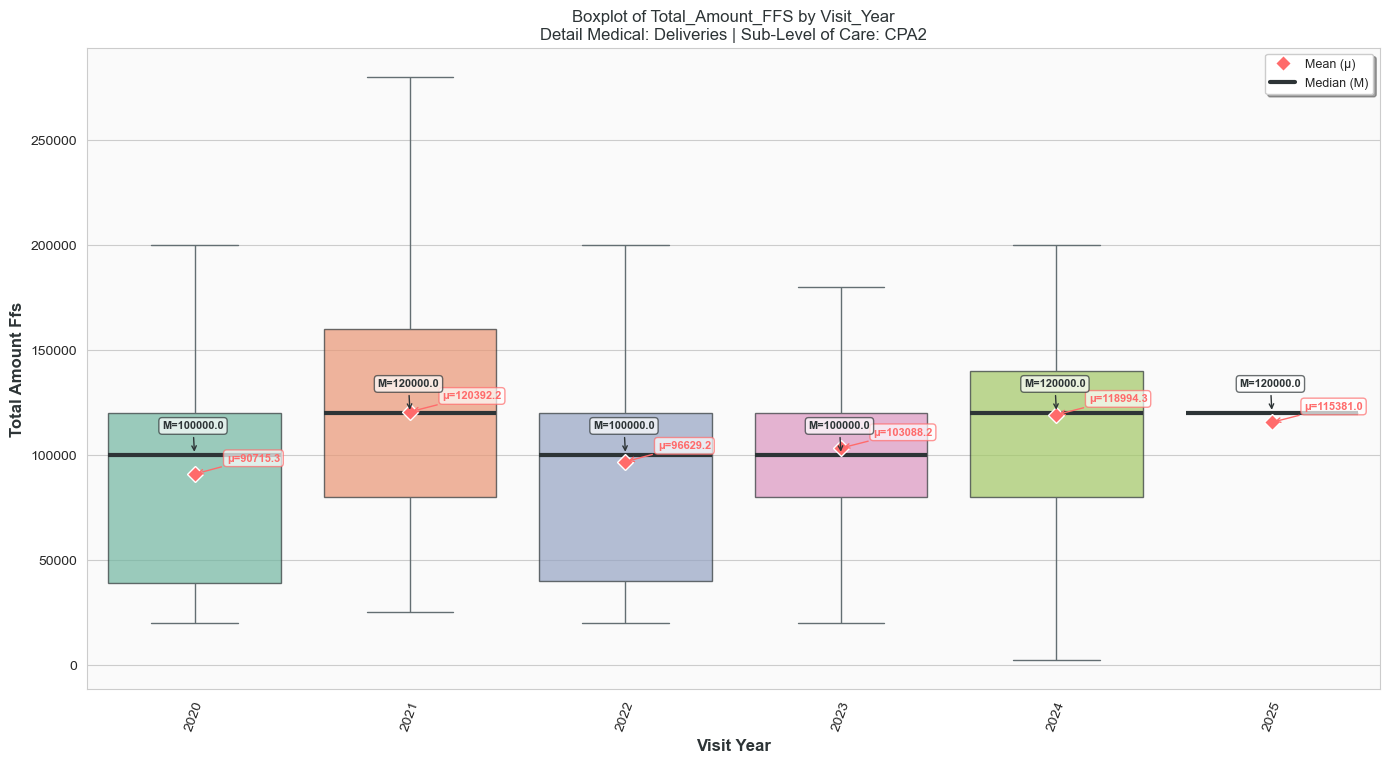 Boxplot of Total_Amount_FFS by Visit_Year
Detail Medical: Deliveries | Sub-Level of Care: CPA2
Mean (μ)
Median (M)
Total Amount Ffs
250000
200000
150000
100000
50000
0
M=100000.0
μ=90715.3
M=120000.0
μ=120392.2
M=100000.0
μ=96629.2
M=100000.0
μ=103088.2
M=120000.0
μ=118994.3
M=120000.0
μ=115381.0
2020
2021
2022
2023
2024
2025
Visit Year